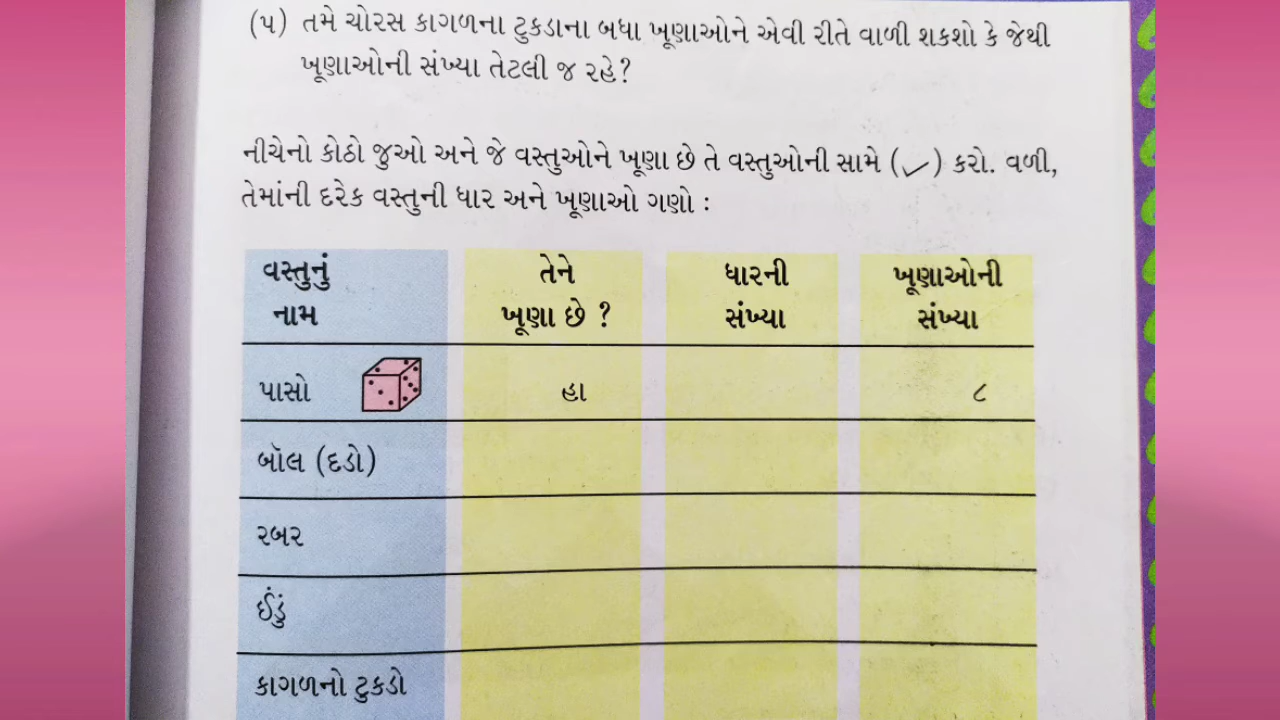 (૫) તમે ચોરસ કાગળના ટુકડાના બધા ખૂણાઓને એવી રીતે વાળી શકશો કે જેથી
ખૂણાઓની સંખ્યા તેટલી જ રહે?
નીચેનો કોઠો જુઓ અને જે વસ્તુઓને ખૂણા છે તે વસ્તુઓની સામે (✓) કરો. વળી,
તેમાંની દરેક વસ્તુની ધાર અને ખૂણાઓ ગણો :
વસ્તુનું તેને ધારની ખૂણાઓની
નામ ખૂણા છે ? સંખ્યા સંખ્યા
પાસો હા ૮
બૉલ (દડો)
રબર
ઈંડું
કાગળનો ટુકડો